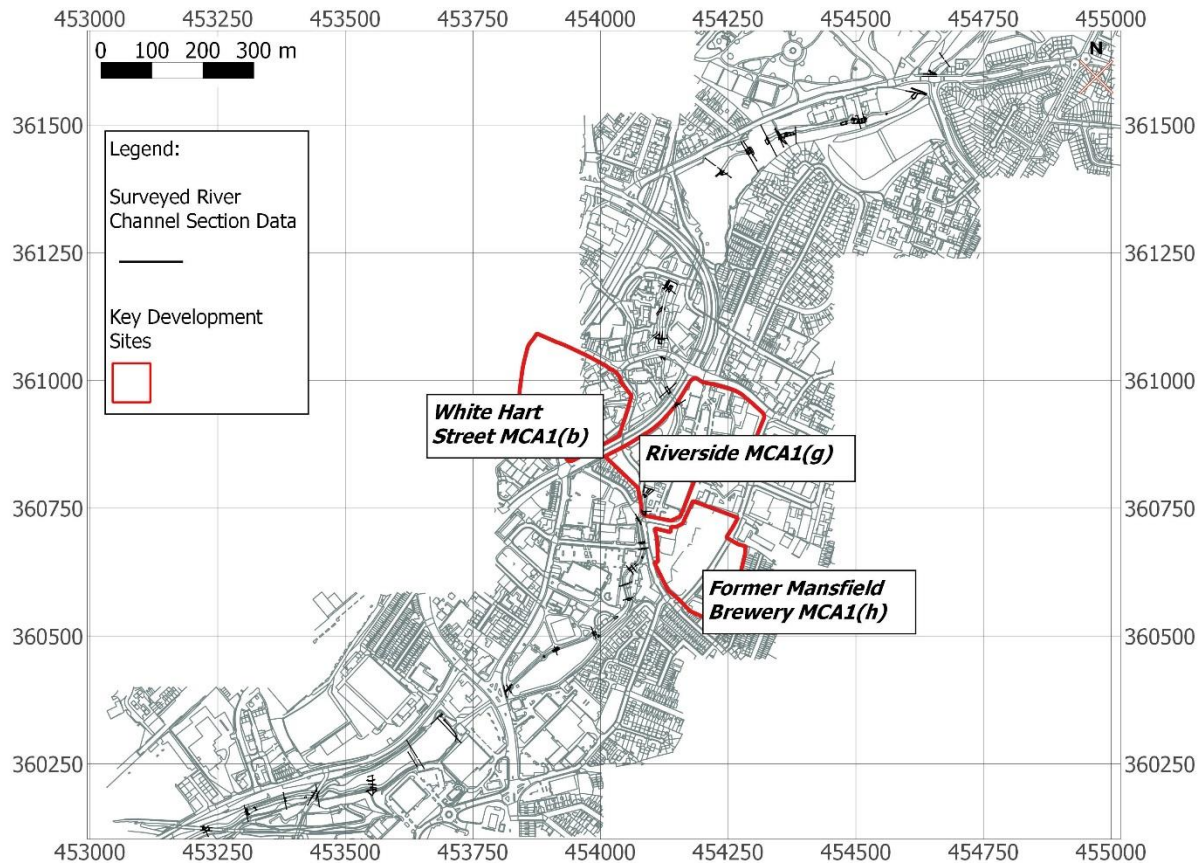 453000 453250 453500 453750 454000 454250 454500 454750 455000
0 100 200 300 m
N
361500 361500
Legend:
Surveyed River
Channel Section Data
361250 361250
Key Development
Sites
361000 361000
White Hart
Street MCA1(b)
Riverside MCA1(g)
360750 360750
Former Mansfield
Brewery MCA1(h)
360500 360500
360250 360250
453000 453250 453500 453750 454000 454250 454500 454750 455000